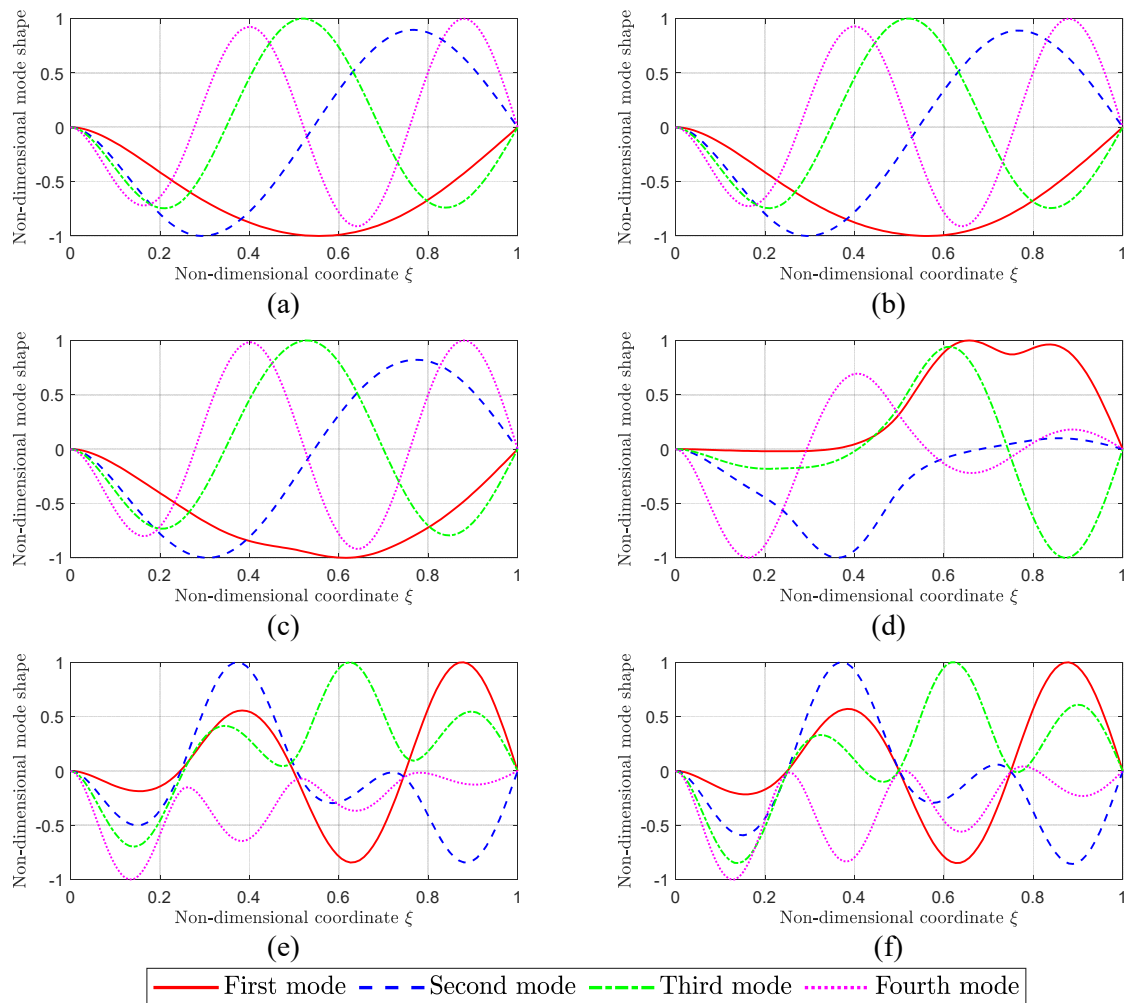 Non-dimensional mode shape
1
0.5
0
-0.5
-1
0 0.2 0.4 0.6 0.8 1
Non-dimensional coordinate ξ
(a)
Non-dimensional mode shape
1
0.5
0
-0.5
-1
0 0.2 0.4 0.6 0.8 1
Non-dimensional coordinate ξ
(b)
Non-dimensional mode shape
1
0.5
0
-0.5
-1
0 0.2 0.4 0.6 0.8 1
Non-dimensional coordinate ξ
(c)
Non-dimensional mode shape
1
0.5
0
-0.5
-1
0 0.2 0.4 0.6 0.8 1
Non-dimensional coordinate ξ
(d)
Non-dimensional mode shape
1
0.5
0
-0.5
-1
0 0.2 0.4 0.6 0.8 1
Non-dimensional coordinate ξ
(e)
Non-dimensional mode shape
1
0.5
0
-0.5
-1
0 0.2 0.4 0.6 0.8 1
Non-dimensional coordinate ξ
(f)
First mode Second mode Third mode Fourth mode